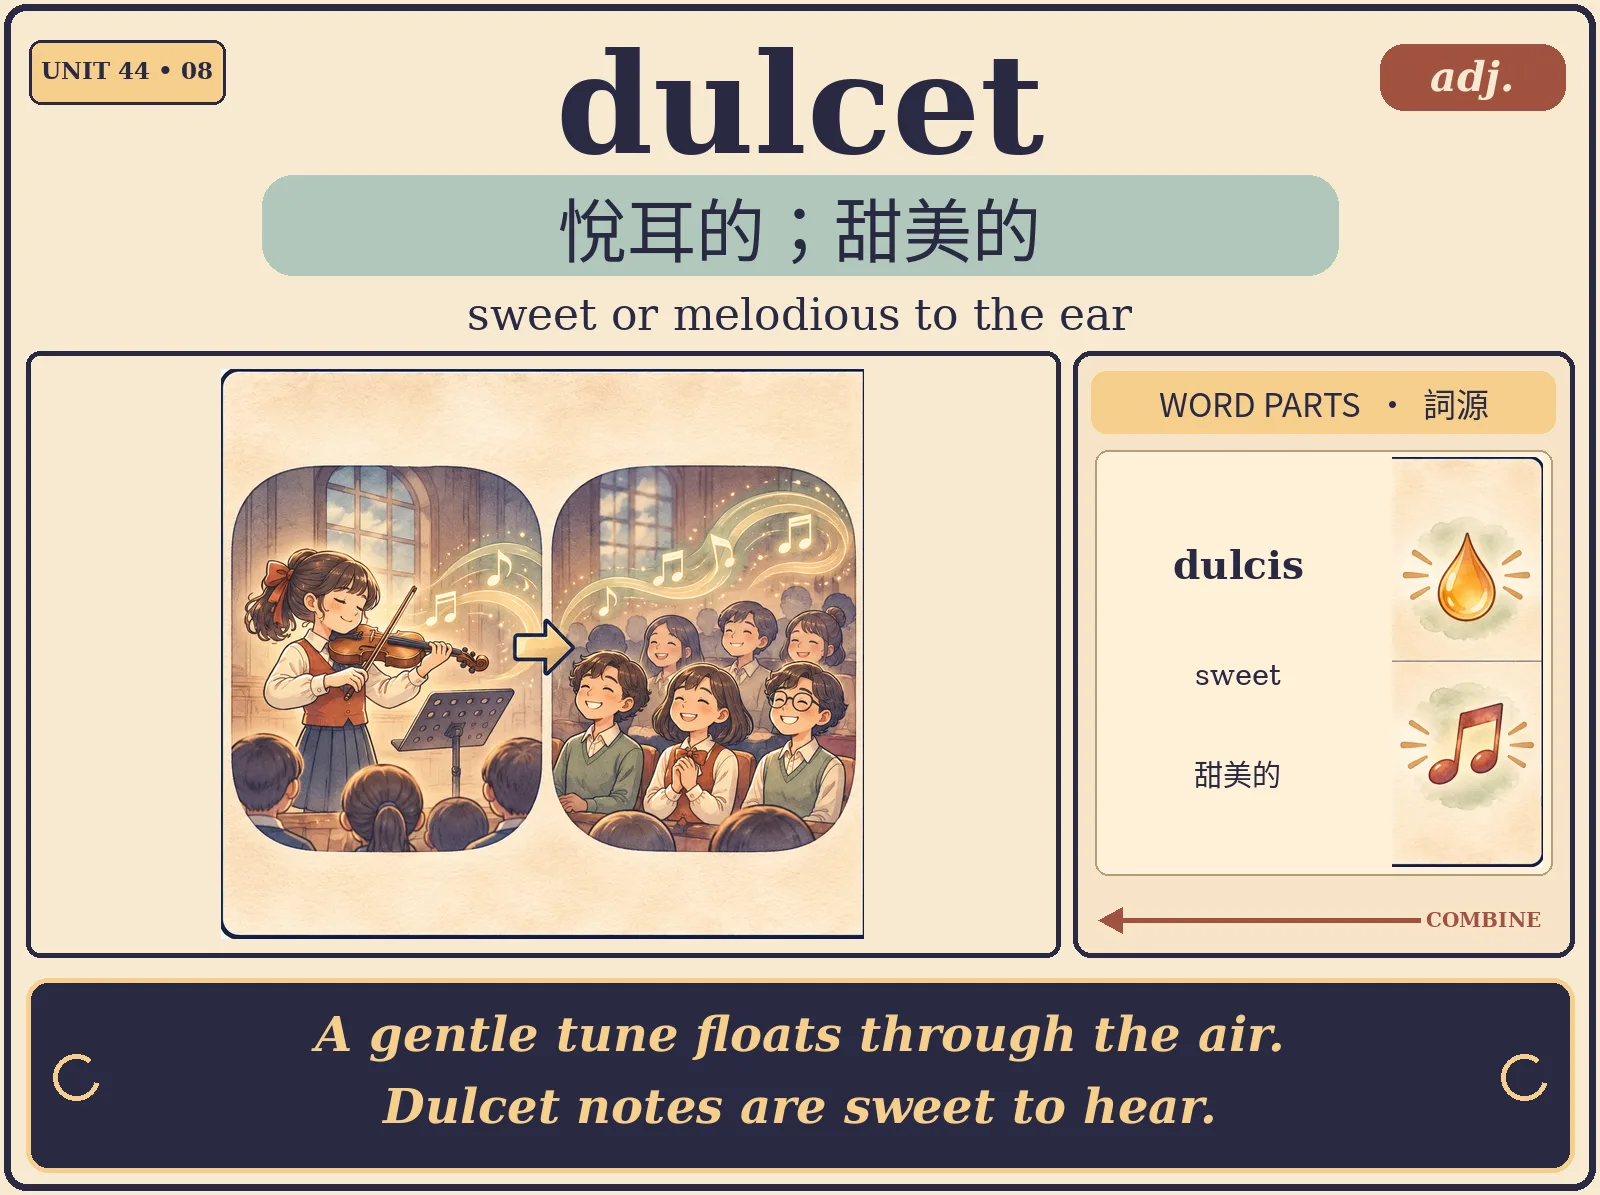 UNIT 44 • 08
dulcet
adj.
悅耳的；甜美的
sweet or melodious to the ear
WORD PARTS ・ 詞源
dulcis
sweet
甜美的
COMBINE
A gentle tune floats through the air.
Dulcet notes are sweet to hear.